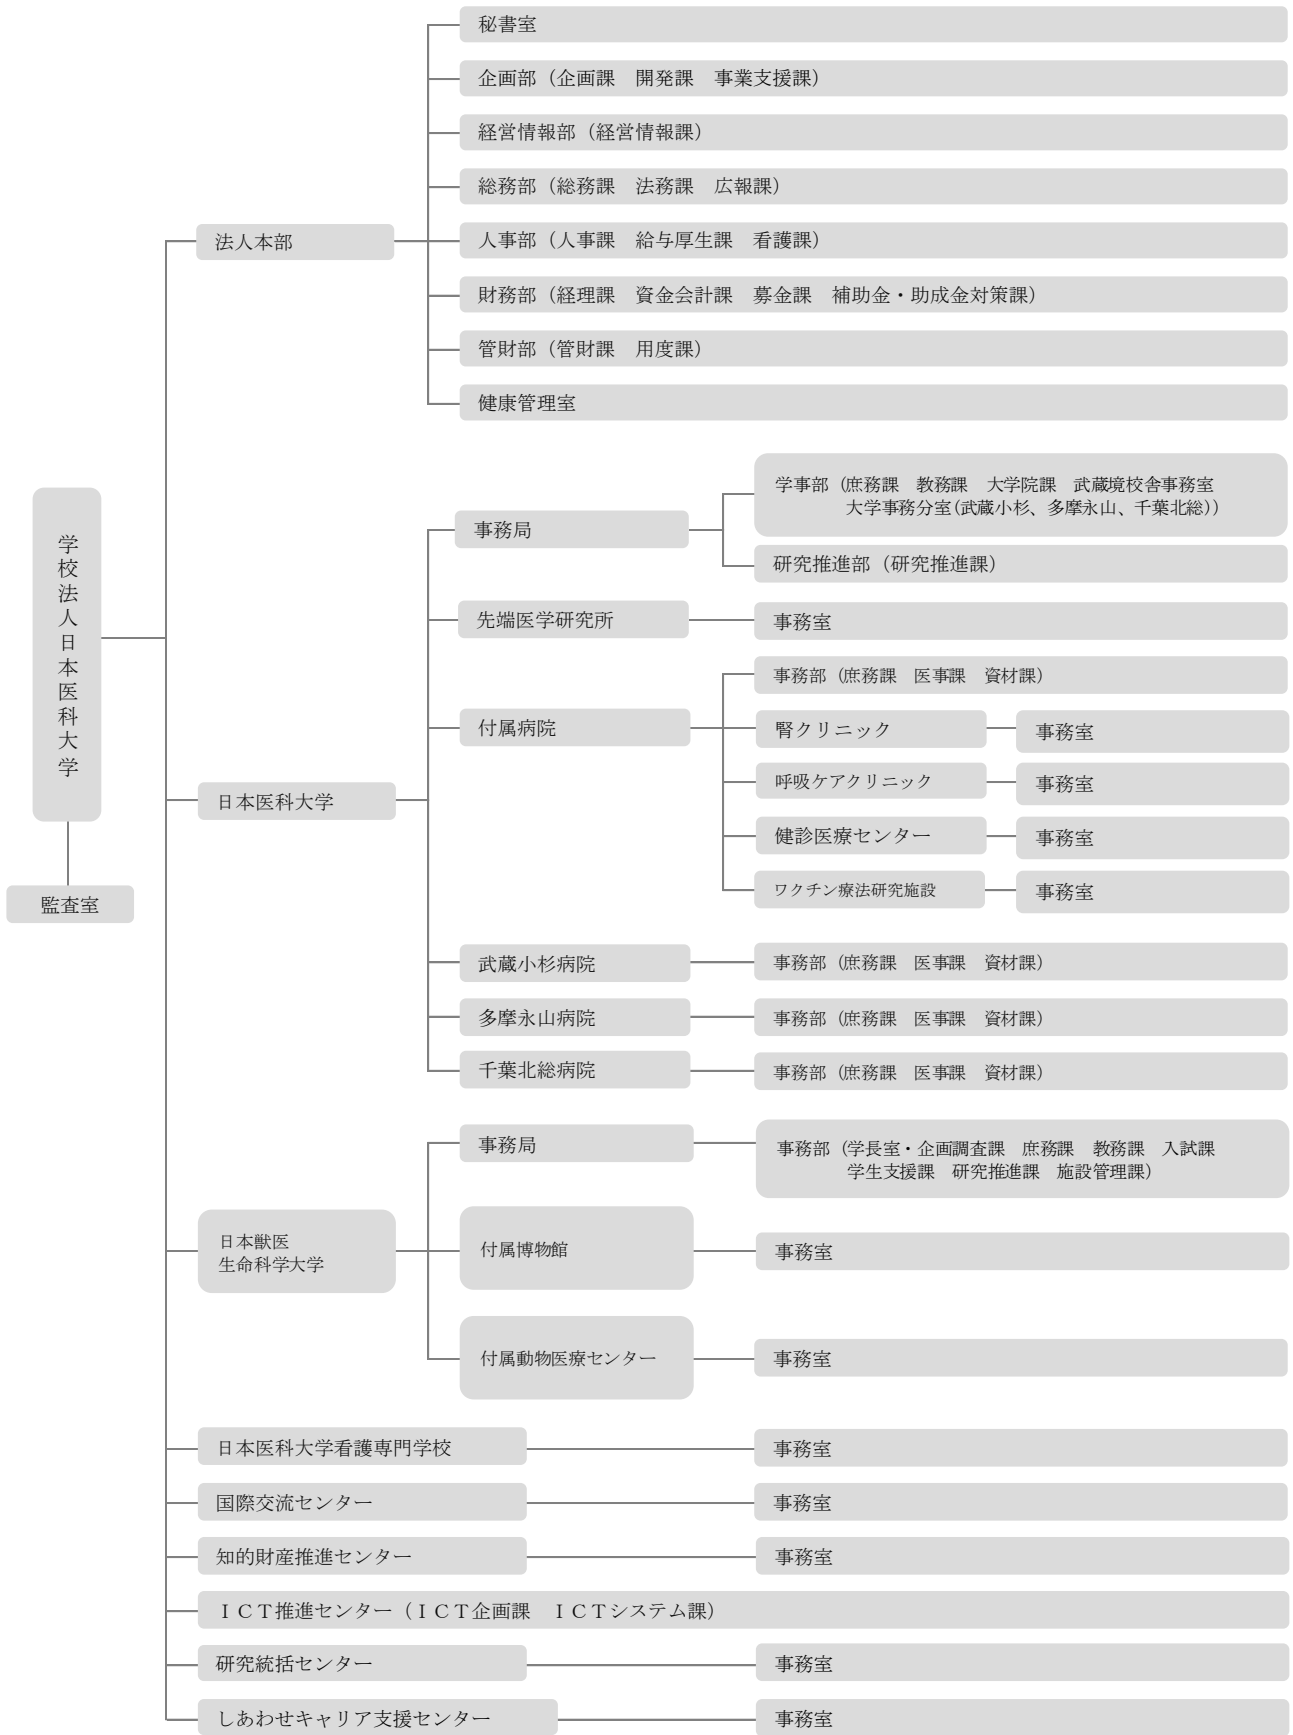 秘書室
企画部（企画課　開発課　事業支援課）
経営情報部（経営情報課）
総務部（総務課　法務課　広報課）
法人本部
人事部（人事課　給与厚生課　看護課）
財務部（経理課　資金会計課　募金課　補助金・助成金対策課）
管財部（管財課　用度課）
健康管理室
学校法人日本医科大学
監査室
日本医科大学
事務局
学事部（庶務課　教務課　大学院課　武蔵境校舎事務室
大学事務分室（武蔵小杉、多摩永山、千葉北総））
研究推進部（研究推進課）
先端医学研究所
事務室
付属病院
事務部（庶務課　医事課　資材課）
腎クリニック
事務室
呼吸ケアクリニック
事務室
健診医療センター
事務室
ワクチン療法研究施設
事務室
武蔵小杉病院
事務部（庶務課　医事課　資材課）
多摩永山病院
事務部（庶務課　医事課　資材課）
千葉北総病院
事務部（庶務課　医事課　資材課）
日本獣医
生命科学大学
事務局
事務部（学長室・企画調査課　庶務課　教務課　入試課
学生支援課　研究推進課　施設管理課）
付属博物館
事務室
付属動物医療センター
事務室
日本医科大学看護専門学校
事務室
国際交流センター
事務室
知的財産推進センター
事務室
ＩＣＴ推進センター（ＩＣＴ企画課　ＩＣＴシステム課）
研究統括センター
事務室
しあわせキャリア支援センター
事務室